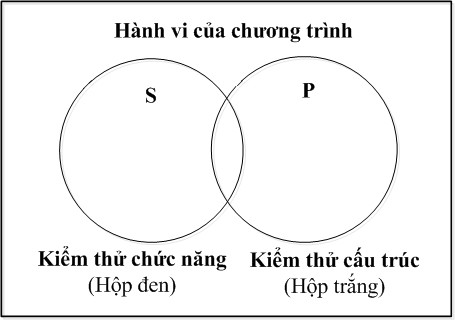 Hành vi của chương trình
S
P
Kiểm thử chức năng
(Hộp đen)
Kiểm thử cấu trúc
(Hộp trắng)